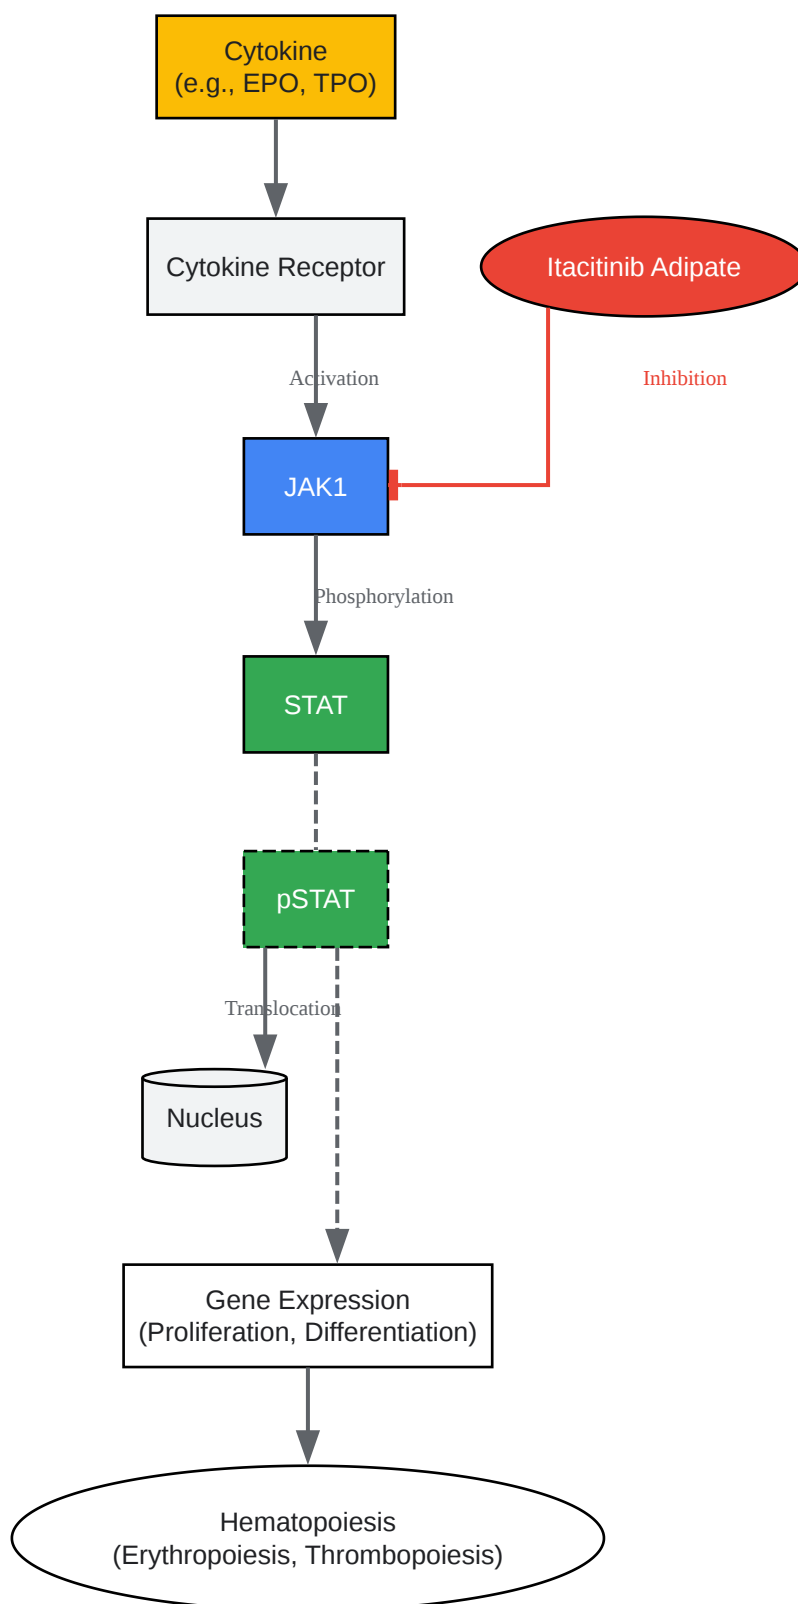 Cytokine
(e.g., EPO, TPO)
Cytokine Receptor
Itacitinib Adipate
Activation
Inhibition
JAK1
Phosphorylation
STAT
pSTAT
Translocation
Nucleus
Gene Expression
(Proliferation, Differentiation)
Hematopoiesis
(Erythropoiesis, Thrombopoiesis)